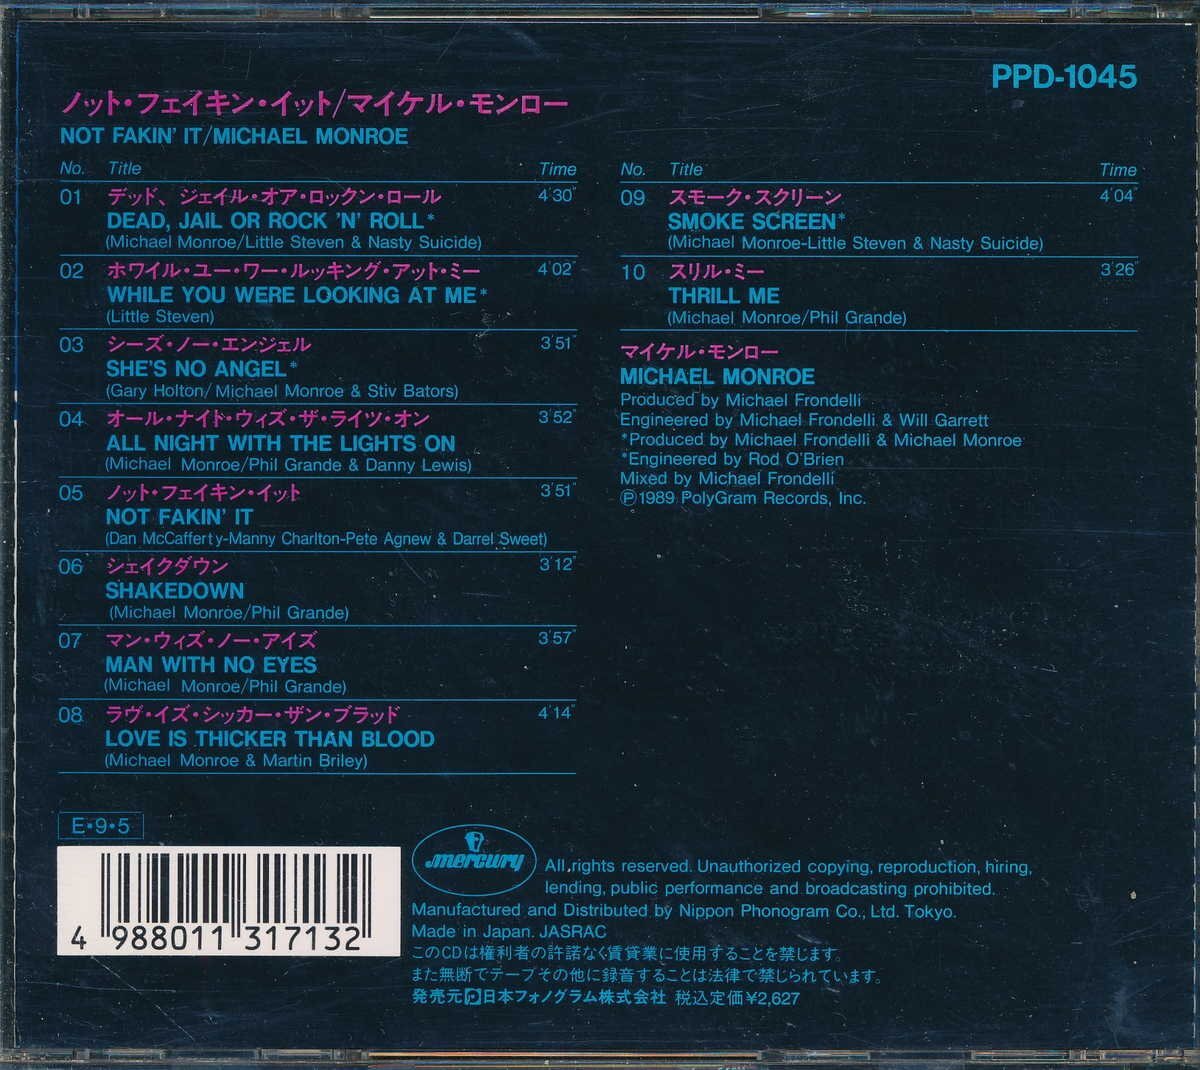 PPD-1045
ノット・フェイキン・イット/マイケル・モンロー
NOT FAKIN' IT/MICHAEL MONROE
No. Title Time
01 デッド、ジェイル・オア・ロックン・ロール 4'30"
DEAD, JAIL OR ROCK 'N' ROLL*
(Michael Monroe/Little Steven & Nasty Suicide)
02 ホワイル・ユー・ワー・ルッキング・アット・ミー 4'02"
WHILE YOU WERE LOOKING AT ME*
(Little Steven)
03 シーズ・ノー・エンジェル 3'51"
SHE'S NO ANGEL*
(Gary Holton/Michael Monroe & Stiv Bators)
04 オール・ナイト・ウィズ・ザ・ライツ・オン 3'52"
ALL NIGHT WITH THE LIGHTS ON
(Michael Monroe/Phil Grande & Danny Lewis)
05 ノット・フェイキン・イット 3'51"
NOT FAKIN' IT
(Dan McCafferty-Manny Charlton-Pete Agnew & Darrel Sweet)
06 シェイクダウン 3'12"
SHAKEDOWN
(Michael Monroe/Phil Grande)
07 マン・ウィズ・ノー・アイズ 3'57"
MAN WITH NO EYES
(Michael Monroe/Phil Grande)
08 ラヴ・イズ・シッカー・ザン・ブラッド 4'14"
LOVE IS THICKER THAN BLOOD
(Michael Monroe & Martin Briley)
No. Title Time
09 スモーク・スクリーン 4'04"
SMOKE SCREEN*
(Michael Monroe-Little Steven & Nasty Suicide)
10 スリル・ミー 3'26"
THRILL ME
(Michael Monroe/Phil Grande)
マイケル・モンロー
MICHAEL MONROE
Produced by Michael Frondelli
Engineered by Michael Frondelli & Will Garrett
*Produced by Michael Frondelli & Michael Monroe
*Engineered by Rod O'Brien
Mixed by Michael Frondelli
℗1989 PolyGram Records, Inc.
E・9・5
4 988011 317132
mercury
All rights reserved. Unauthorized copying, reproduction, hiring,
lending, public performance and broadcasting prohibited.
Manufactured and Distributed by Nippon Phonogram Co., Ltd. Tokyo.
Made in Japan. JASRAC
このCDは権利者の許諾なく賃貸業に使用することを禁じます。
また無断でテープその他に録音することは法律で禁じられています。
発売元 日本フォノグラム株式会社 税込定価¥2,627